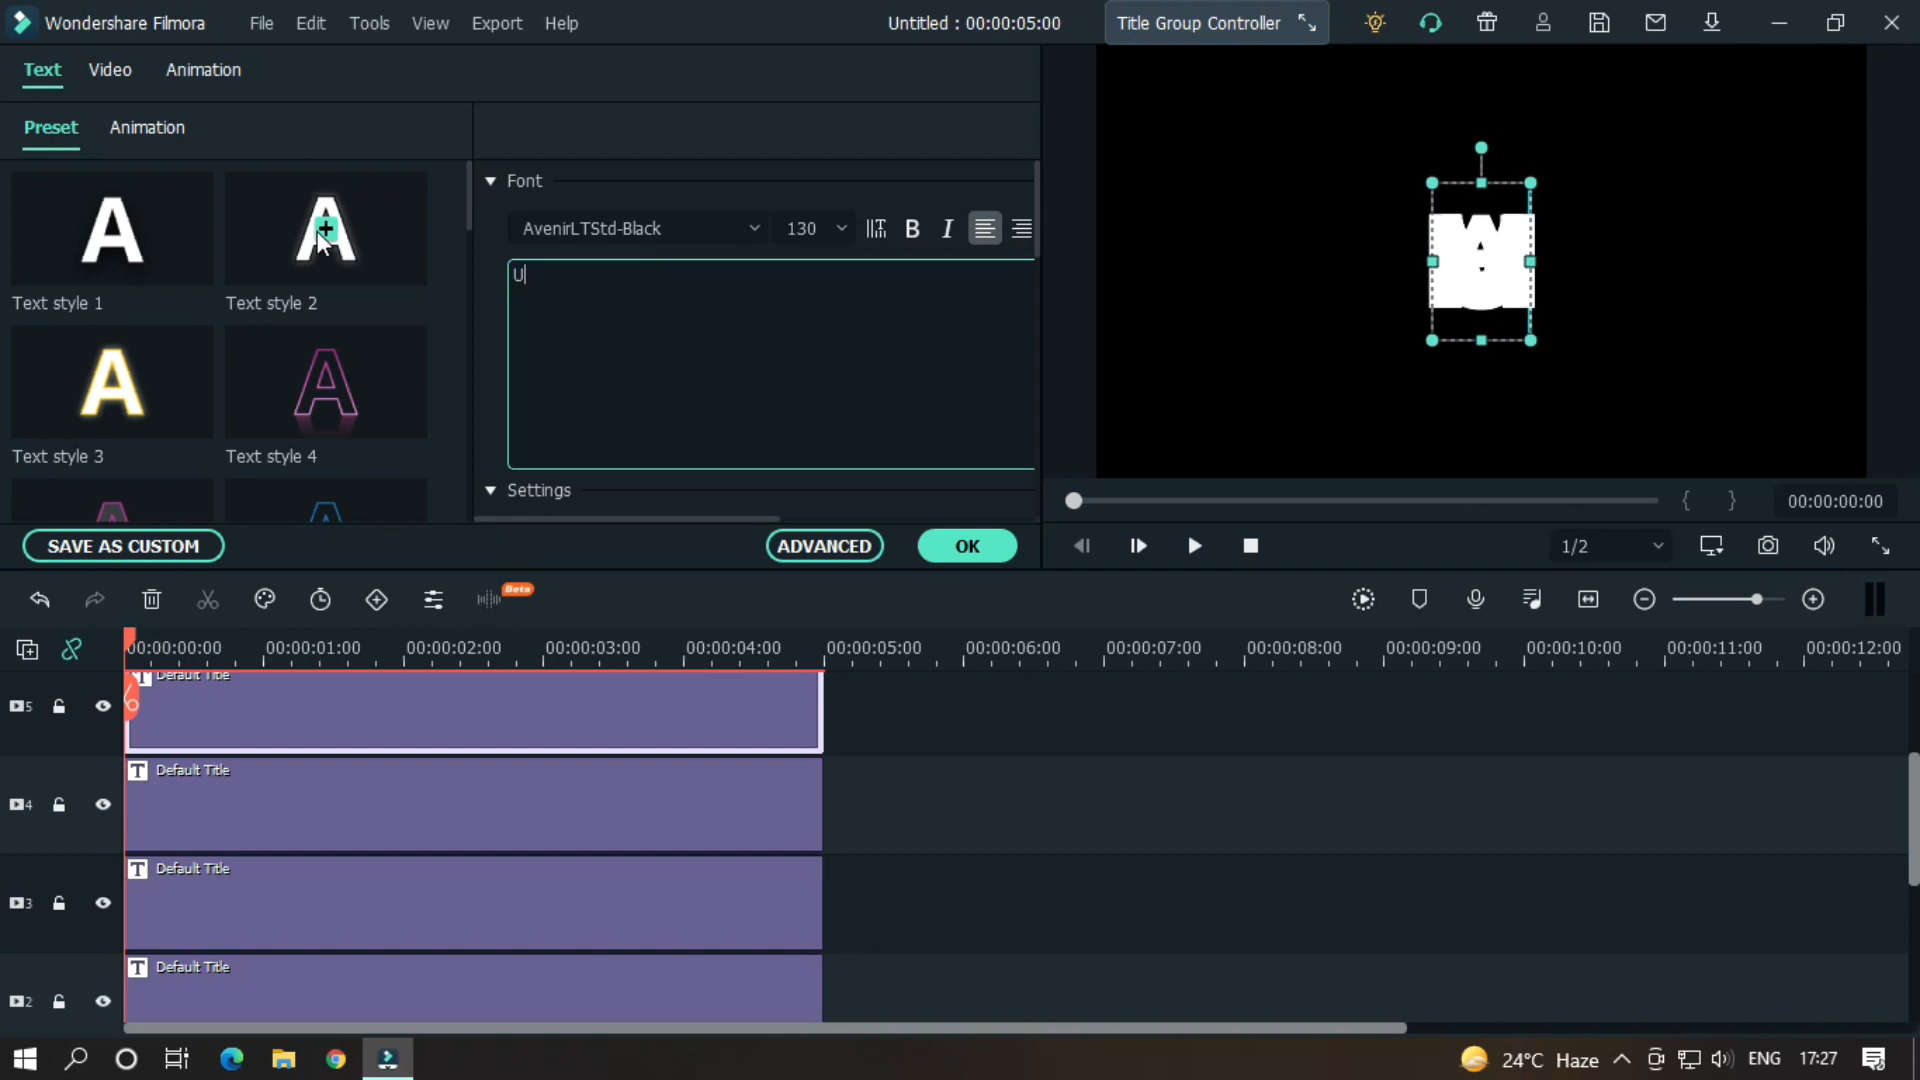 Wondershare Filmora File Edit Tools View Export Help Untitled : 00:00:05:00 Title Group Controller
Text Video Animation
Preset Animation
Font
AvenirLTStd-Black 130 B I
U
A A
Text style 1 Text style 2
A A
Text style 3 Text style 4
Settings
SAVE AS CUSTOM ADVANCED OK
{ } 00:00:00:00
1/2
Beta
00:00:00:00 00:00:01:00 00:00:02:00 00:00:03:00 00:00:04:00 00:00:05:00 00:00:06:00 00:00:07:00 00:00:08:00 00:00:09:00 00:00:10:00 00:00:11:00 00:00:12:00
5 T Default Title
T Default Title
4
T Default Title
3
T Default Title
2
24°C Haze ENG 17:27